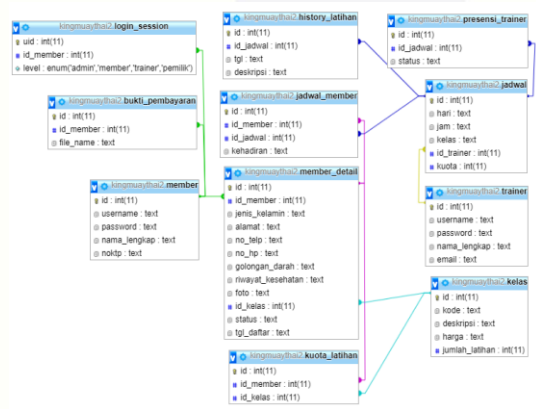 kingmuaythai2.login_session
uid : int(11)
id_member : int(11)
level : enum('admin','member','trainer','pemilik')
kingmuaythai2.bukti_pembayaran
id : int(11)
id_member : int(11)
file_name : text
kingmuaythai2.member
id : int(11)
username : text
password : text
nama_lengkap : text
noktp : text
kingmuaythai2.history_latihan
id : int(11)
id_jadwal : int(11)
tgl : text
deskripsi : text
kingmuaythai2.jadwal_member
id : int(11)
id_member : int(11)
id_jadwal : int(11)
kehadiran : text
kingmuaythai2.member_detail
id : int(11)
id_member : int(11)
jenis_kelamin : text
alamat : text
no_telp : text
no_hp : text
golongan_darah : text
riwayat_kesehatan : text
foto : text
id_kelas : int(11)
status : text
tgl_daftar : text
kingmuaythai2.kuota_latihan
id : int(11)
id_member : int(11)
id_kelas : int(11)
kingmuaythai2.presensi_trainer
id : int(11)
id_jadwal : int(11)
status : text
kingmuaythai2.jadwal
id : int(11)
hari : text
jam : text
kelas : text
id_trainer : int(11)
kuota : int(11)
kingmuaythai2.trainer
id : int(11)
username : text
password : text
nama_lengkap : text
email : text
kingmuaythai2.kelas
id : int(11)
kode : text
deskripsi : text
harga : text
jumlah_latihan : int(11)